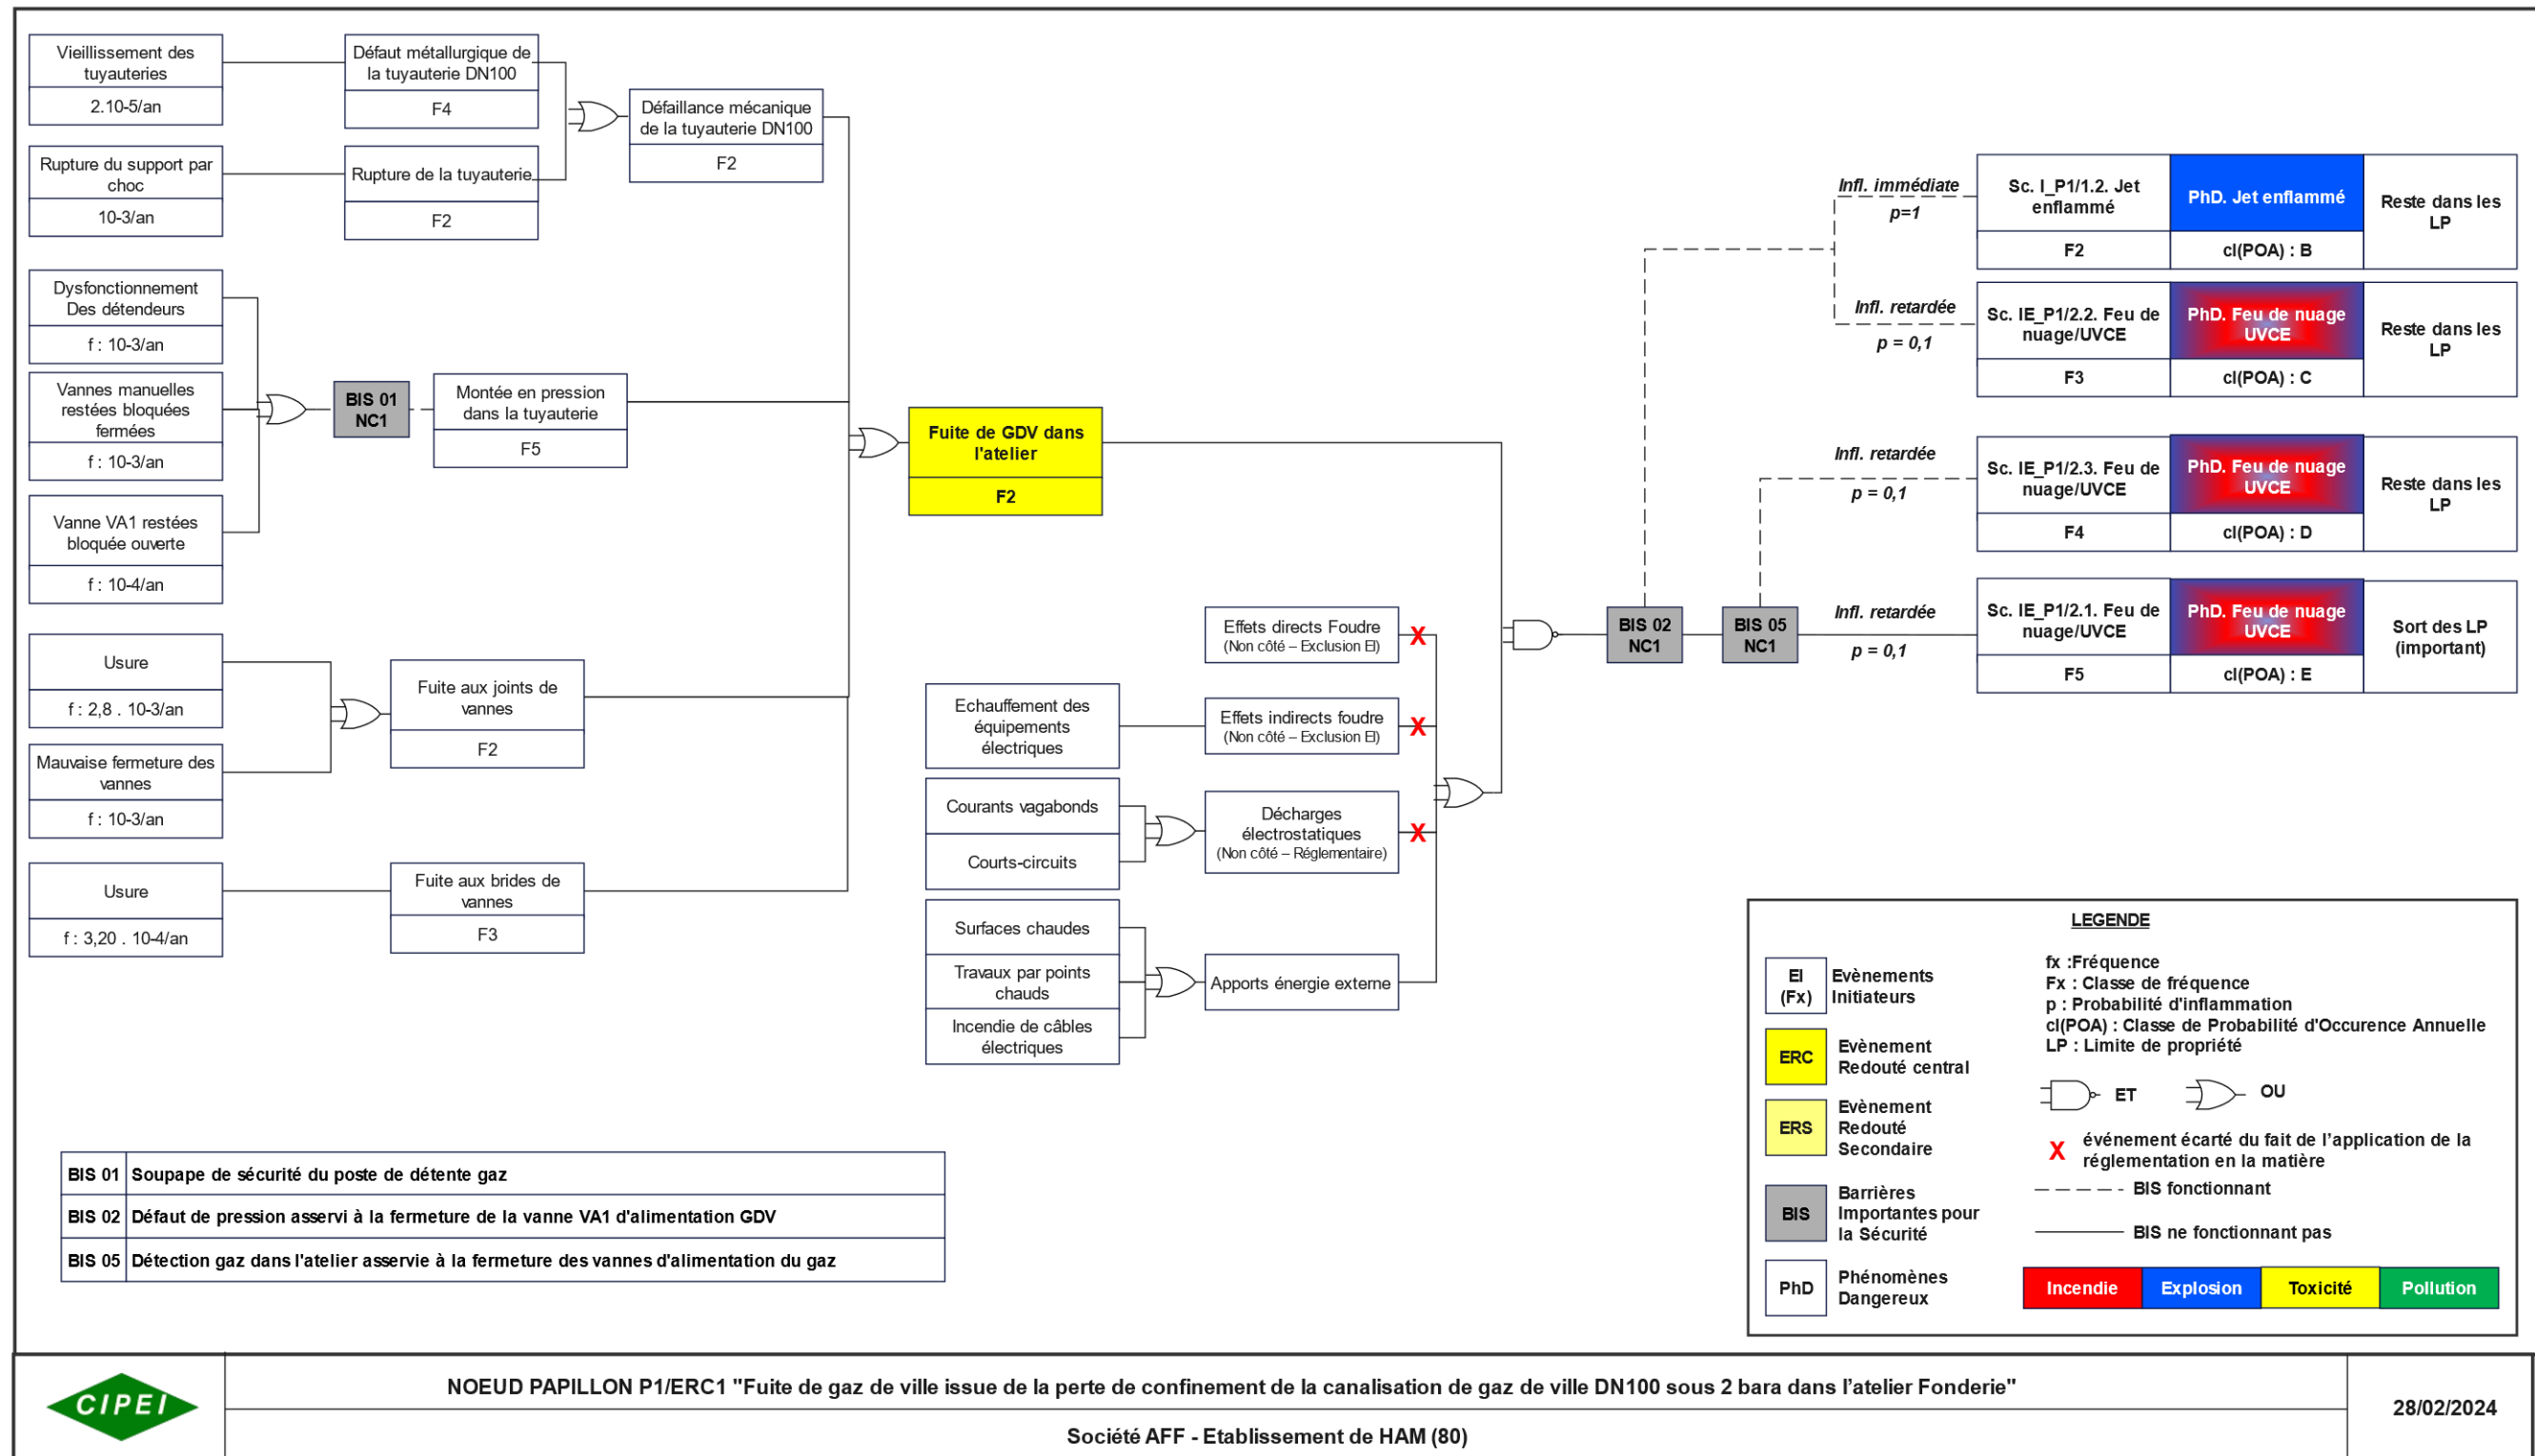 Vieillissement des
tuyauteries
2.10-5/an
Défaut métallurgique de
la tuyauterie DN100
F4
Rupture du support par
choc
10-3/an
Rupture de la tuyauterie
F2
Défaillance mécanique
de la tuyauterie DN100
F2
Dysfonctionnement
Des détendeurs
f : 10-3/an
Vannes manuelles
restées bloquées
fermées
f : 10-3/an
Vanne VA1 restées
bloquée ouverte
f : 10-4/an
BIS 01
NC1
Montée en pression
dans la tuyauterie
F5
Usure
f : 2,8 . 10-3/an
Mauvaise fermeture des
vannes
f : 10-3/an
Fuite aux joints de
vannes
F2
Usure
f : 3,20 . 10-4/an
Fuite aux brides de
vannes
F3
Fuite de GDV dans
l'atelier
F2
Effets directs Foudre
(Non côté – Exclusion EI)
X
Echauffement des
équipements
électriques
Effets indirects foudre
(Non côté – Exclusion EI)
X
Courants vagabonds
Courts-circuits
Décharges
électrostatiques
(Non côté – Réglementaire)
X
Surfaces chaudes
Travaux par points
chauds
Incendie de câbles
électriques
Apports énergie externe
BIS 02
NC1
BIS 05
NC1
Infl. immédiate
p=1
Sc. I_P1/1.2. Jet
enflammé
F2
PhD. Jet enflammé
cl(POA) : B
Reste dans les
LP
Infl. retardée
p = 0,1
Sc. IE_P1/2.2. Feu de
nuage/UVCE
F3
PhD. Feu de nuage
UVCE
cl(POA) : C
Reste dans les
LP
Infl. retardée
p = 0,1
Sc. IE_P1/2.3. Feu de
nuage/UVCE
F4
PhD. Feu de nuage
UVCE
cl(POA) : D
Reste dans les
LP
Infl. retardée
p = 0,1
Sc. IE_P1/2.1. Feu de
nuage/UVCE
F5
PhD. Feu de nuage
UVCE
cl(POA) : E
Sort des LP
(important)
LEGENDE
EI
(Fx)
Evènements
Initiateurs
ERC
Evènement
Redouté central
ERS
Evènement
Redouté
Secondaire
BIS
Barrières
Importantes pour
la Sécurité
PhD
Phénomènes
Dangereux
fx :Fréquence
Fx : Classe de fréquence
p : Probabilité d'inflammation
cl(POA) : Classe de Probabilité d'Occurence Annuelle
LP : Limite de propriété
ET
OU
X
événement écarté du fait de l'application de la
réglementation en la matière
BIS fonctionnant
BIS ne fonctionnant pas
Incendie
Explosion
Toxicité
Pollution
BIS 01 Soupape de sécurité du poste de détente gaz
BIS 02 Défaut de pression asservi à la fermeture de la vanne VA1 d'alimentation GDV
BIS 05 Détection gaz dans l'atelier asservie à la fermeture des vannes d'alimentation du gaz
CIPEI
NOEUD PAPILLON P1/ERC1 "Fuite de gaz de ville issue de la perte de confinement de la canalisation de gaz de ville DN100 sous 2 bara dans l'atelier Fonderie"
Société AFF - Etablissement de HAM (80)
28/02/2024